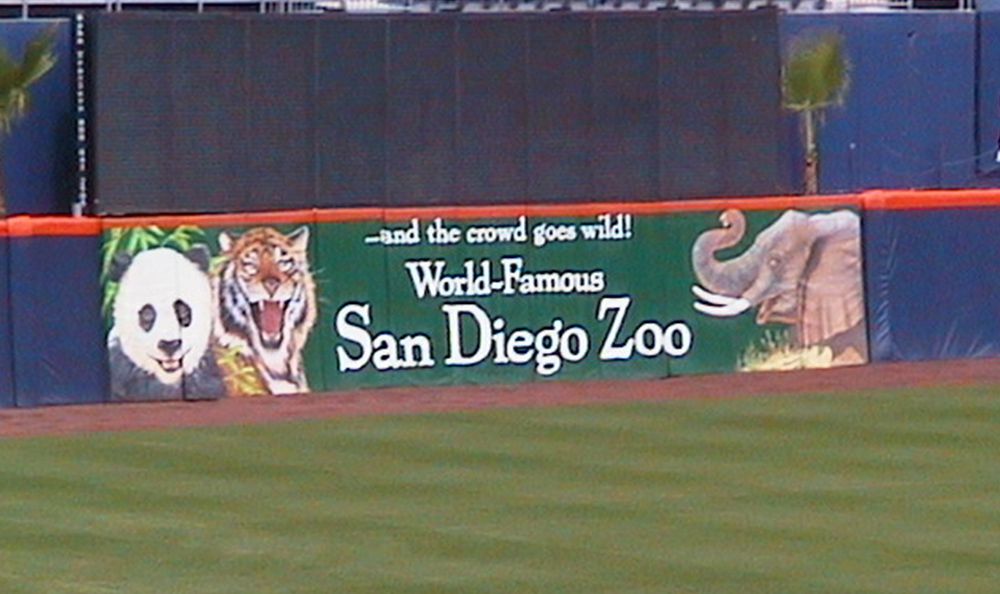 ...and the crowd goes wild!
World-Famous
San Diego Zoo